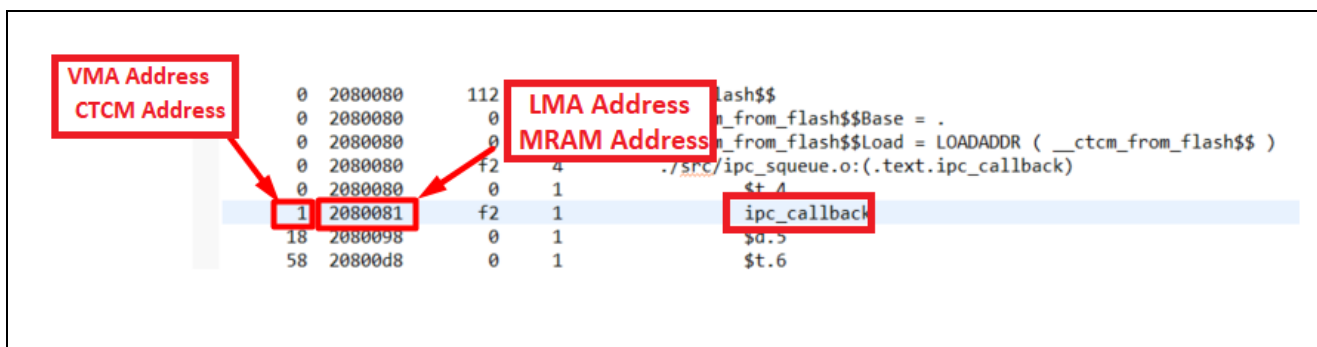 VMA Address
CTCM Address
LMA Address
MRAM Address
0 2080080 112 lash$$
0 2080080 0 m_from_flash$$Base = .
0 2080080 0 m_from_flash$$Load = LOADADDR ( __ctcm_from_flash$$ )
0 2080080 f2 4 ./src/ipc_squeue.o:(.text.ipc_callback)
0 2080080 0 1 $t.4
1 2080081 f2 1 ipc_callback
18 2080098 0 1 $d.5
58 20800d8 0 1 $t.6